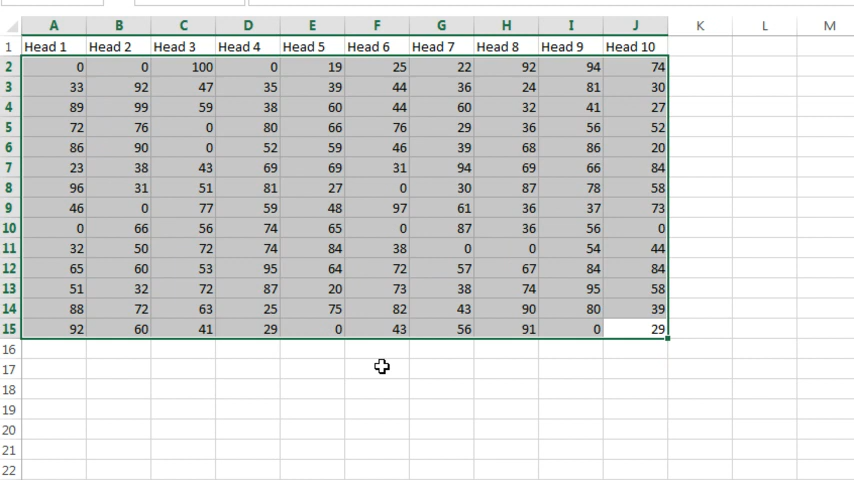 A B C D E F G H I J K L M
1 Head 1 Head 2 Head 3 Head 4 Head 5 Head 6 Head 7 Head 8 Head 9 Head 10
2 0 0 100 0 19 25 22 92 94 74
3 33 92 47 35 39 44 36 24 81 30
4 89 99 59 38 60 44 60 32 41 27
5 72 76 0 80 66 76 29 36 56 52
6 86 90 0 52 59 46 39 68 86 20
7 23 38 43 69 69 31 94 69 66 84
8 96 31 51 81 27 0 30 87 78 58
9 46 0 77 59 48 97 61 36 37 73
10 0 66 56 74 65 0 87 36 56 0
11 32 50 72 74 84 38 0 0 54 44
12 65 60 53 95 64 72 57 67 84 84
13 51 32 72 87 20 73 38 74 95 58
14 88 72 63 25 75 82 43 90 80 39
15 92 60 41 29 0 43 56 91 0 29
16
17
18
19
20
21
22